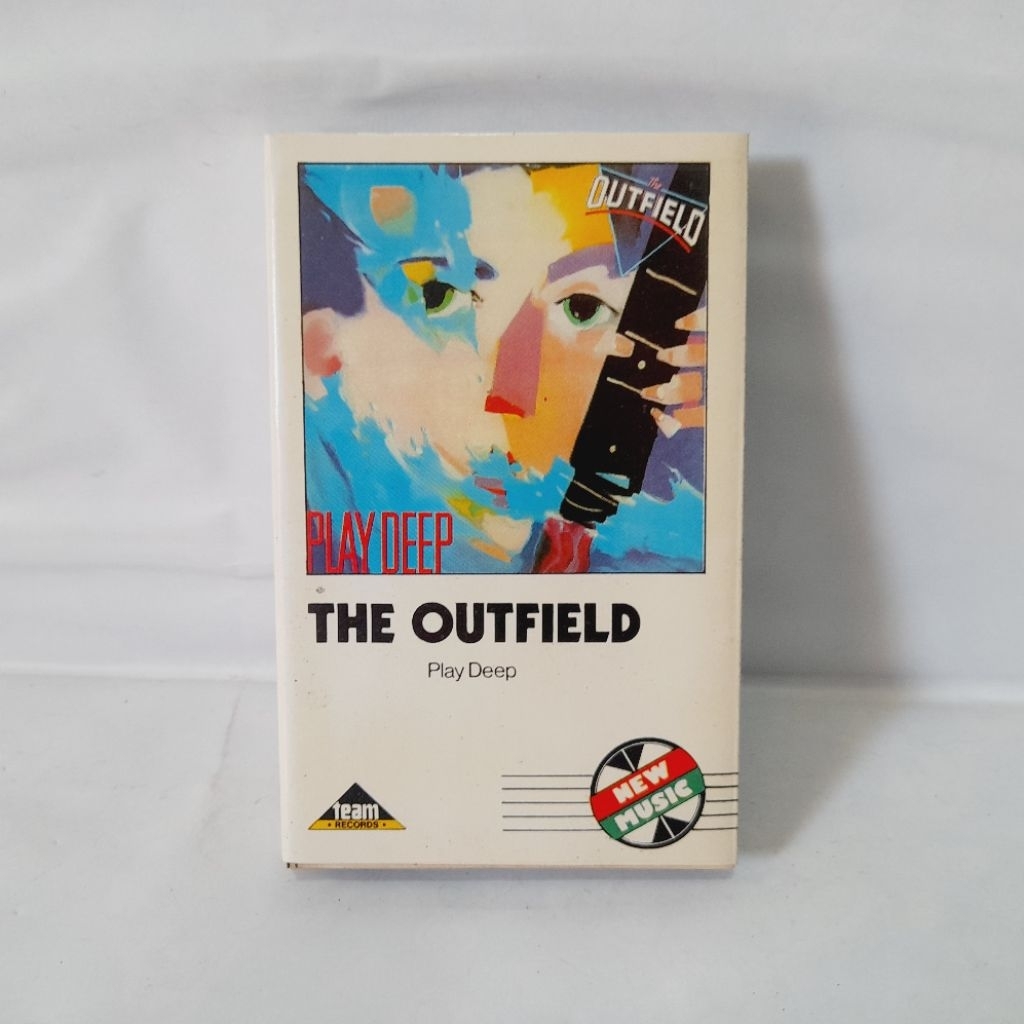 The
OUTFIELD
PLAY DEEP
THE OUTFIELD
Play Deep
team
RECORDS
NEW
MUSIC